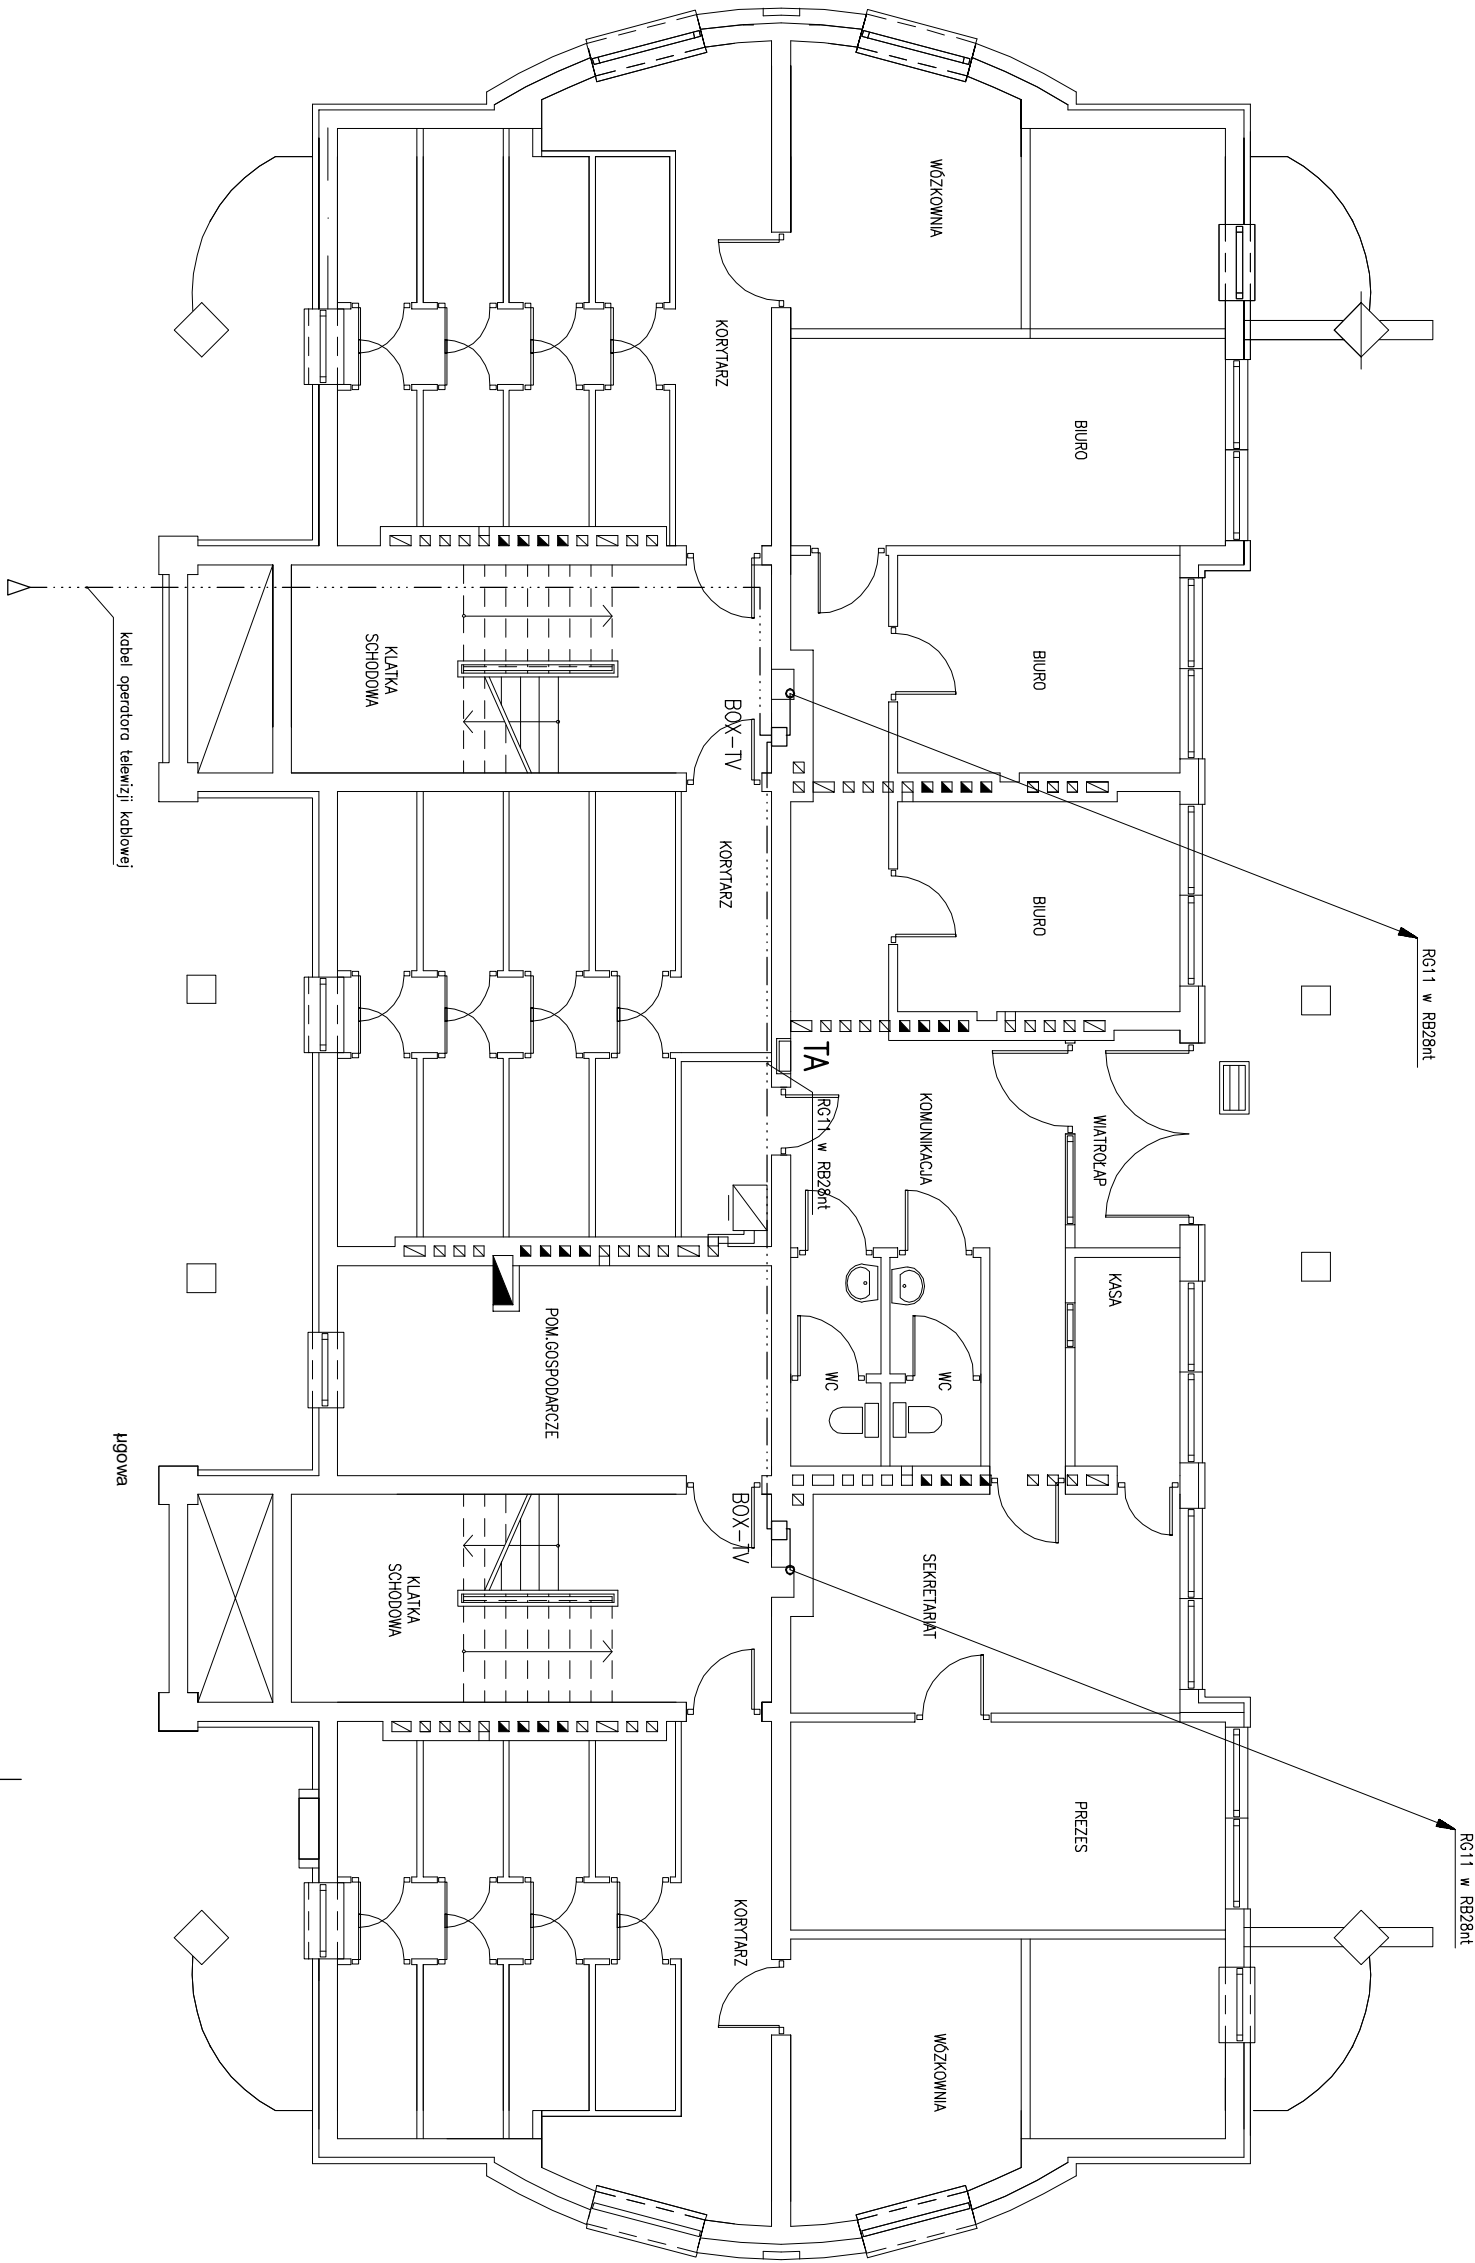 WÓZKOWNIA
KORYTARZ
BIURO
BIURO
KLATKA
SCHODOWA
kabel operatora telewizji kablowej
BOX-TV
RG11 w RB28nt
BIURO
KORYTARZ
TA
RG11 w RB28nt
KOMUNIKACJA
WIATROŁAP
KASA
WC
WC
POM.GOSPODARCZE
ługowa
BOX-TV
SEKRETARIAT
KLATKA
SCHODOWA
PREZES
RG11 w RB28nt
KORYTARZ
WÓZKOWNIA